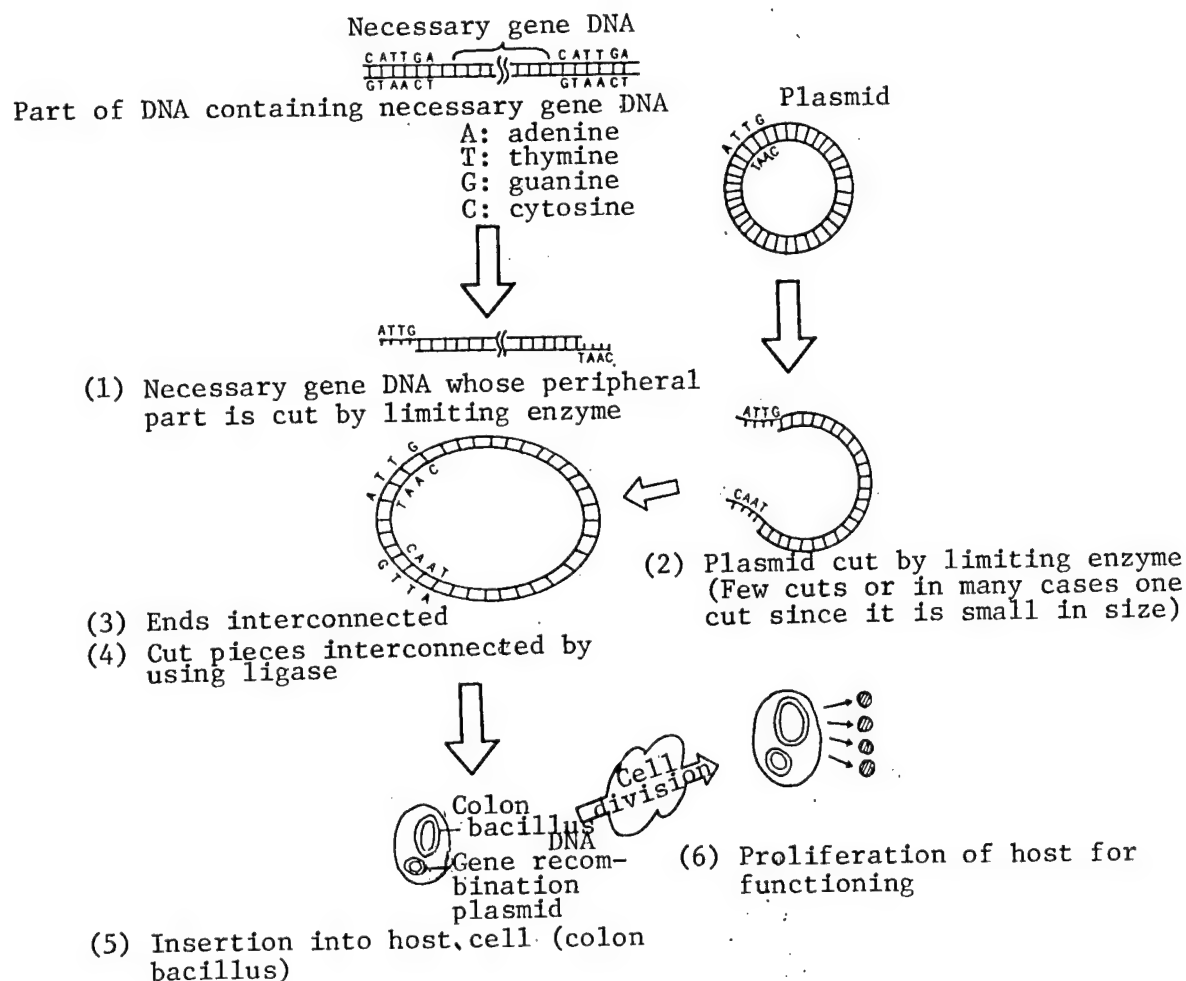 Necessary gene DNA
CATTGA CATTGA
GTAACT GTAACT
Part of DNA containing necessary gene DNA
A: adenine
T: thymine
G: guanine
C: cytosine
Plasmid
ATTG
TAAC
ATTG
TAAC
(1) Necessary gene DNA whose peripheral
part is cut by limiting enzyme
ATTG
CAAT
(2) Plasmid cut by limiting enzyme
(Few cuts or in many cases one
cut since it is small in size)
ATTG
TAAC
CAAT
GTTA
(3) Ends interconnected
(4) Cut pieces interconnected by
using ligase
Colon
bacillus
DNA
Gene recom-
bination
plasmid
Cell
division
(5) Insertion into host cell (colon
bacillus)
(6) Proliferation of host for
functioning